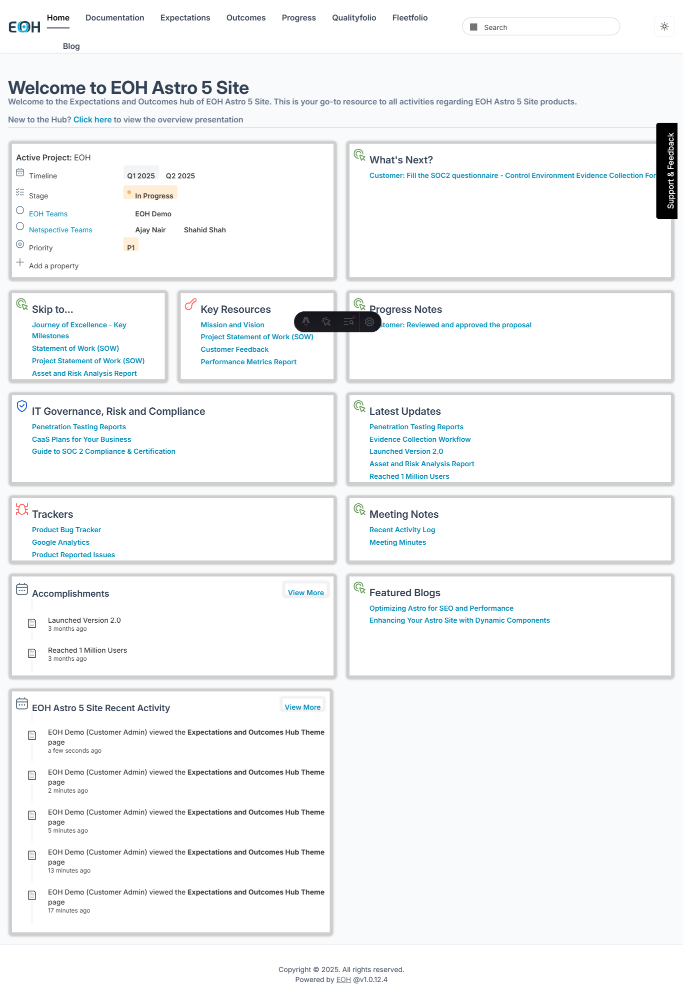 EOH
Home Documentation Expectations Outcomes Progress Qualityfolio Fleetfolio
Blog
Search
Welcome to EOH Astro 5 Site
Welcome to the Expectations and Outcomes hub of EOH Astro 5 Site. This is your go-to resource to all activities regarding EOH Astro 5 Site products.
New to the Hub? Click here to view the overview presentation
Support & Feedback
Active Project: EOH
Timeline Q1 2025 Q2 2025
Stage In Progress
EOH Teams EOH Demo
Netspective Teams Ajay Nair Shahid Shah
Priority P1
Add a property
What's Next?
Customer: Fill the SOC2 questionnaire - Control Environment Evidence Collection For
Skip to...
Journey of Excellence - Key
Milestones
Statement of Work (SOW)
Project Statement of Work (SOW)
Asset and Risk Analysis Report
Key Resources
Mission and Vision
Project Statement of Work (SOW)
Customer Feedback
Performance Metrics Report
Progress Notes
tomer: Reviewed and approved the proposal
IT Governance, Risk and Compliance
Penetration Testing Reports
CaaS Plans for Your Business
Guide to SOC 2 Compliance & Certification
Latest Updates
Penetration Testing Reports
Evidence Collection Workflow
Launched Version 2.0
Asset and Risk Analysis Report
Reached 1 Million Users
Trackers
Product Bug Tracker
Google Analytics
Product Reported Issues
Meeting Notes
Recent Activity Log
Meeting Minutes
Accomplishments
View More
Launched Version 2.0
3 months ago
Reached 1 Million Users
3 months ago
Featured Blogs
Optimizing Astro for SEO and Performance
Enhancing Your Astro Site with Dynamic Components
EOH Astro 5 Site Recent Activity
View More
EOH Demo (Customer Admin) viewed the Expectations and Outcomes Hub Theme
page
a few seconds ago
EOH Demo (Customer Admin) viewed the Expectations and Outcomes Hub Theme
page
2 minutes ago
EOH Demo (Customer Admin) viewed the Expectations and Outcomes Hub Theme
page
5 minutes ago
EOH Demo (Customer Admin) viewed the Expectations and Outcomes Hub Theme
page
13 minutes ago
EOH Demo (Customer Admin) viewed the Expectations and Outcomes Hub Theme
page
17 minutes ago
Copyright © 2025. All rights reserved.
Powered by EOH @v1.0.12.4